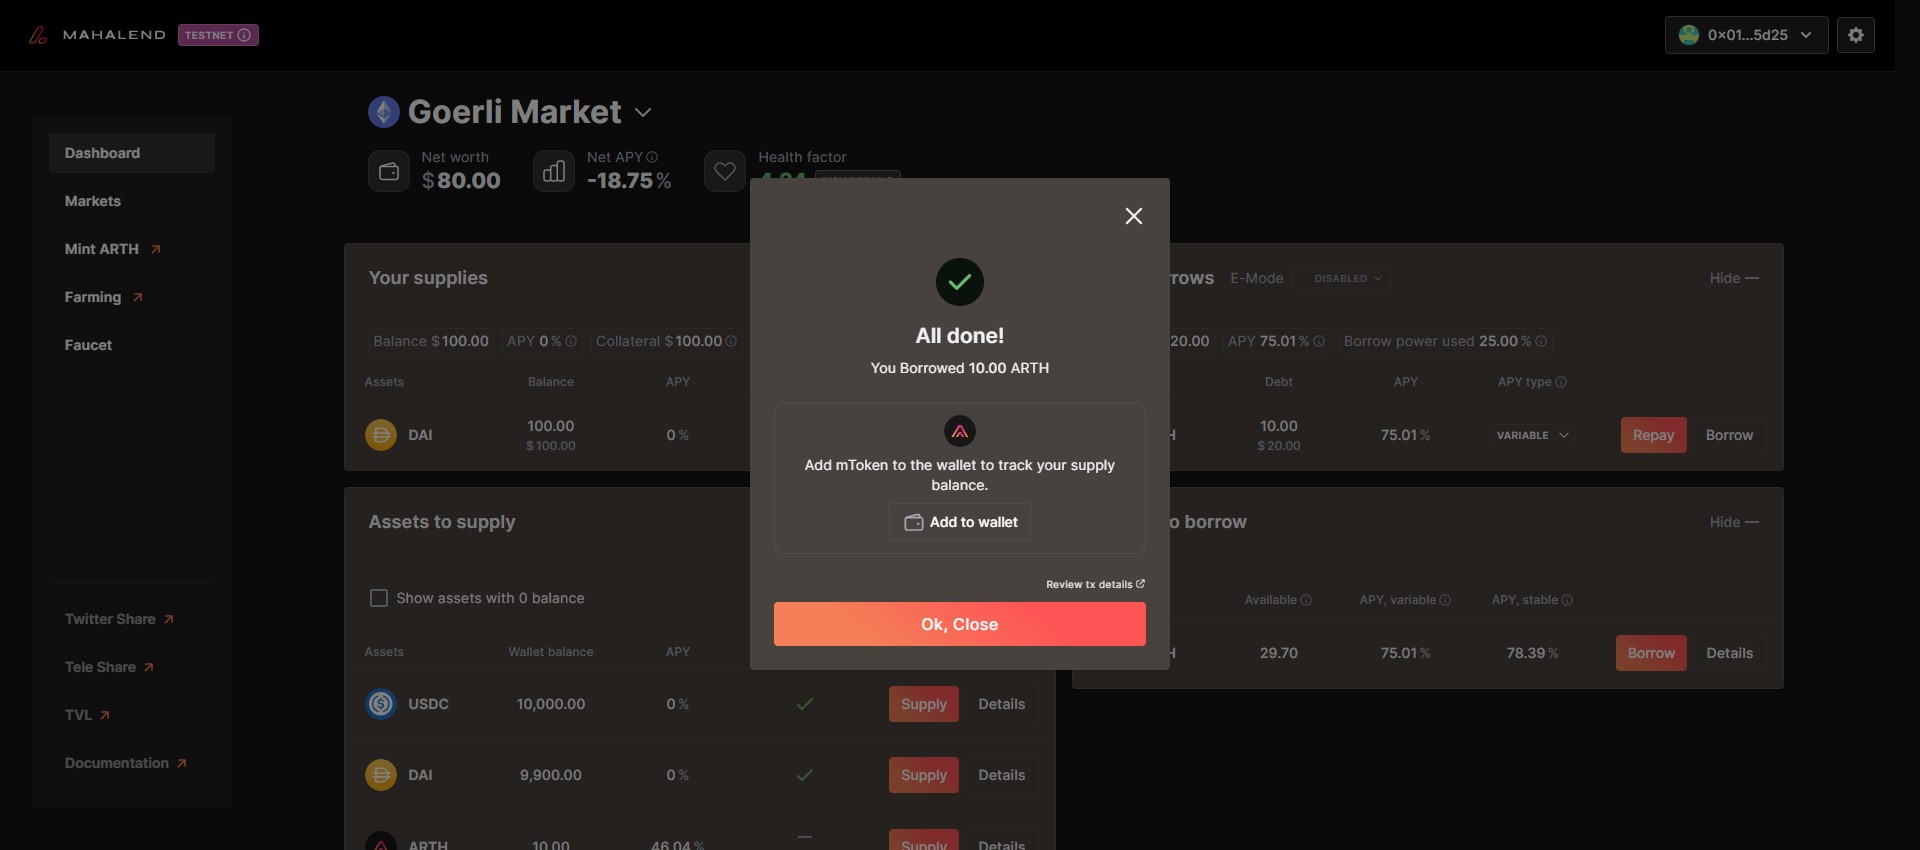 MAHALEND TESTNET
0x01...5d25
Goerli Market
Dashboard
Markets
Mint ARTH
Farming
Faucet
Twitter Share
Tele Share
TVL
Documentation
Net worth
$80.00
Net APY
-18.75%
Health factor
Your supplies
Balance $100.00 APY 0% Collateral $100.00
Assets Balance APY
DAI 100.00 0%
$100.00
rows E-Mode DISABLED Hide
20.00 APY 75.01% Borrow power used 25.00%
Debt APY APY type
H 10.00 75.01% VARIABLE Repay Borrow
$20.00
All done!
You Borrowed 10.00 ARTH
Add mToken to the wallet to track your supply
balance.
Add to wallet
Review tx details
Ok, Close
Assets to supply
Show assets with 0 balance
Assets Wallet balance APY
USDC 10,000.00 0% Supply Details
DAI 9,900.00 0% Supply Details
ARTH 10.00 46.04% Supply Details
o borrow Hide
Available APY, variable APY, stable
H 29.70 75.01% 78.39% Borrow Details